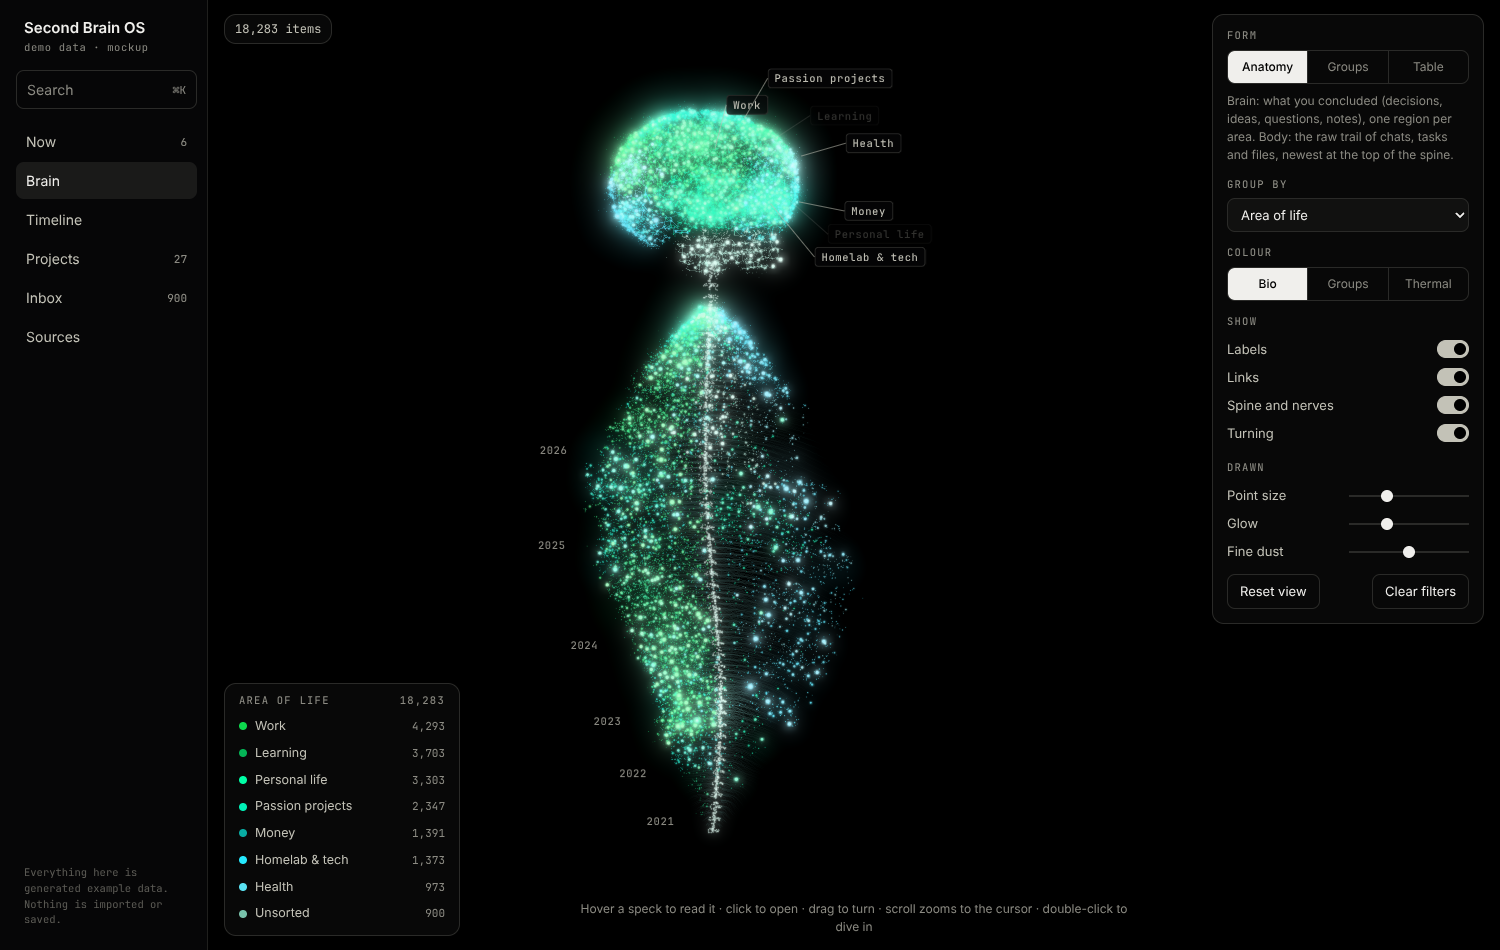 Second Brain OS
demo data · mockup
Search ⌘K
Now 6
Brain
Timeline
Projects 27
Inbox 900
Sources
Everything here is
generated example data.
Nothing is imported or
saved.
18,283 items
Passion projects
Work
Learning
Health
Money
Personal life
Homelab & tech
2026
2025
2024
2023
2022
2021
AREA OF LIFE 18,283
Work 4,293
Learning 3,703
Personal life 3,303
Passion projects 2,347
Money 1,391
Homelab & tech 1,373
Health 973
Unsorted 900
Hover a speck to read it · click to open · drag to turn · scroll zooms to the cursor · double-click to
dive in
FORM
Anatomy Groups Table
Brain: what you concluded (decisions,
ideas, questions, notes), one region per
area. Body: the raw trail of chats, tasks
and files, newest at the top of the spine.
GROUP BY
Area of life
COLOUR
Bio Groups Thermal
SHOW
Labels
Links
Spine and nerves
Turning
DRAWN
Point size
Glow
Fine dust
Reset view Clear filters